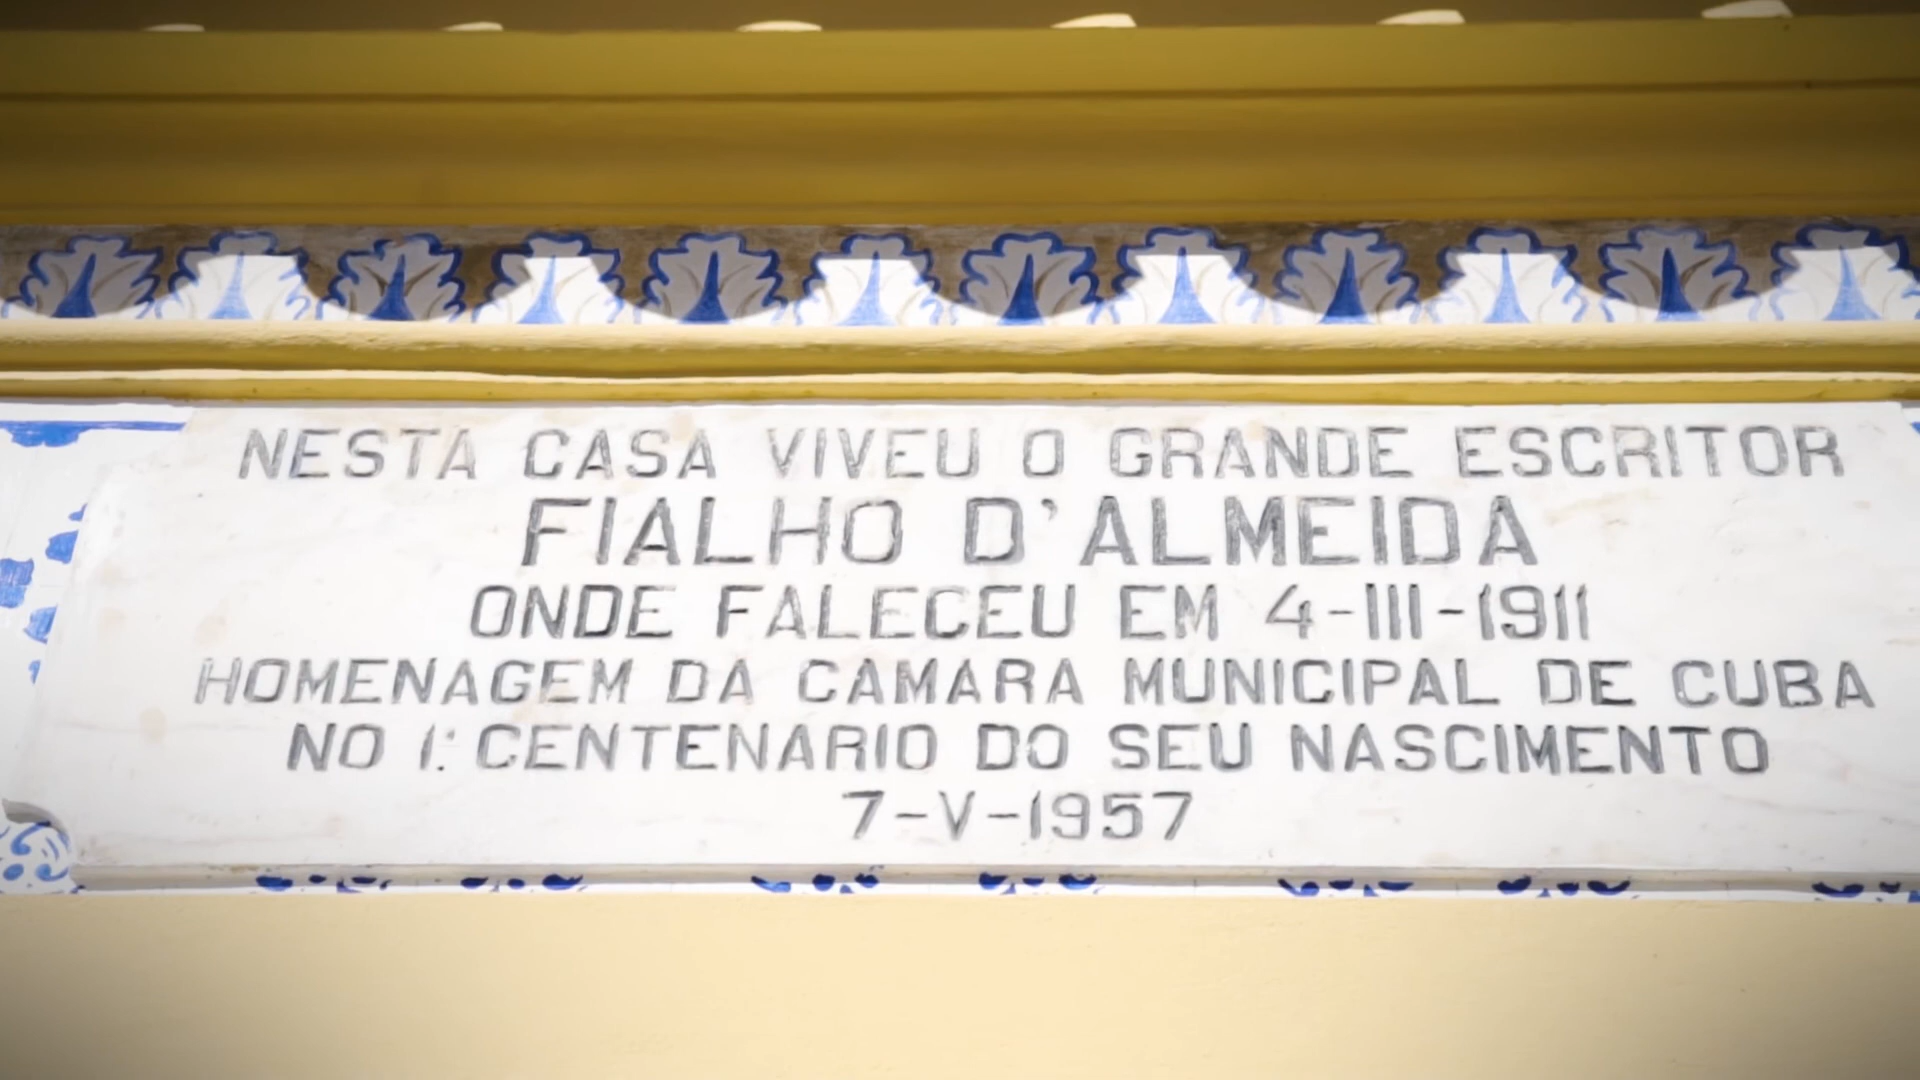 NESTA CASA VIVEU O GRANDE ESCRITOR
FIALHO D'ALMEIDA
ONDE FALECEU EM 4-III-1911
HOMENAGEM DA CAMARA MUNICIPAL DE CUBA
NO 1.º CENTENARIO DO SEU NASCIMENTO
7-V-1957